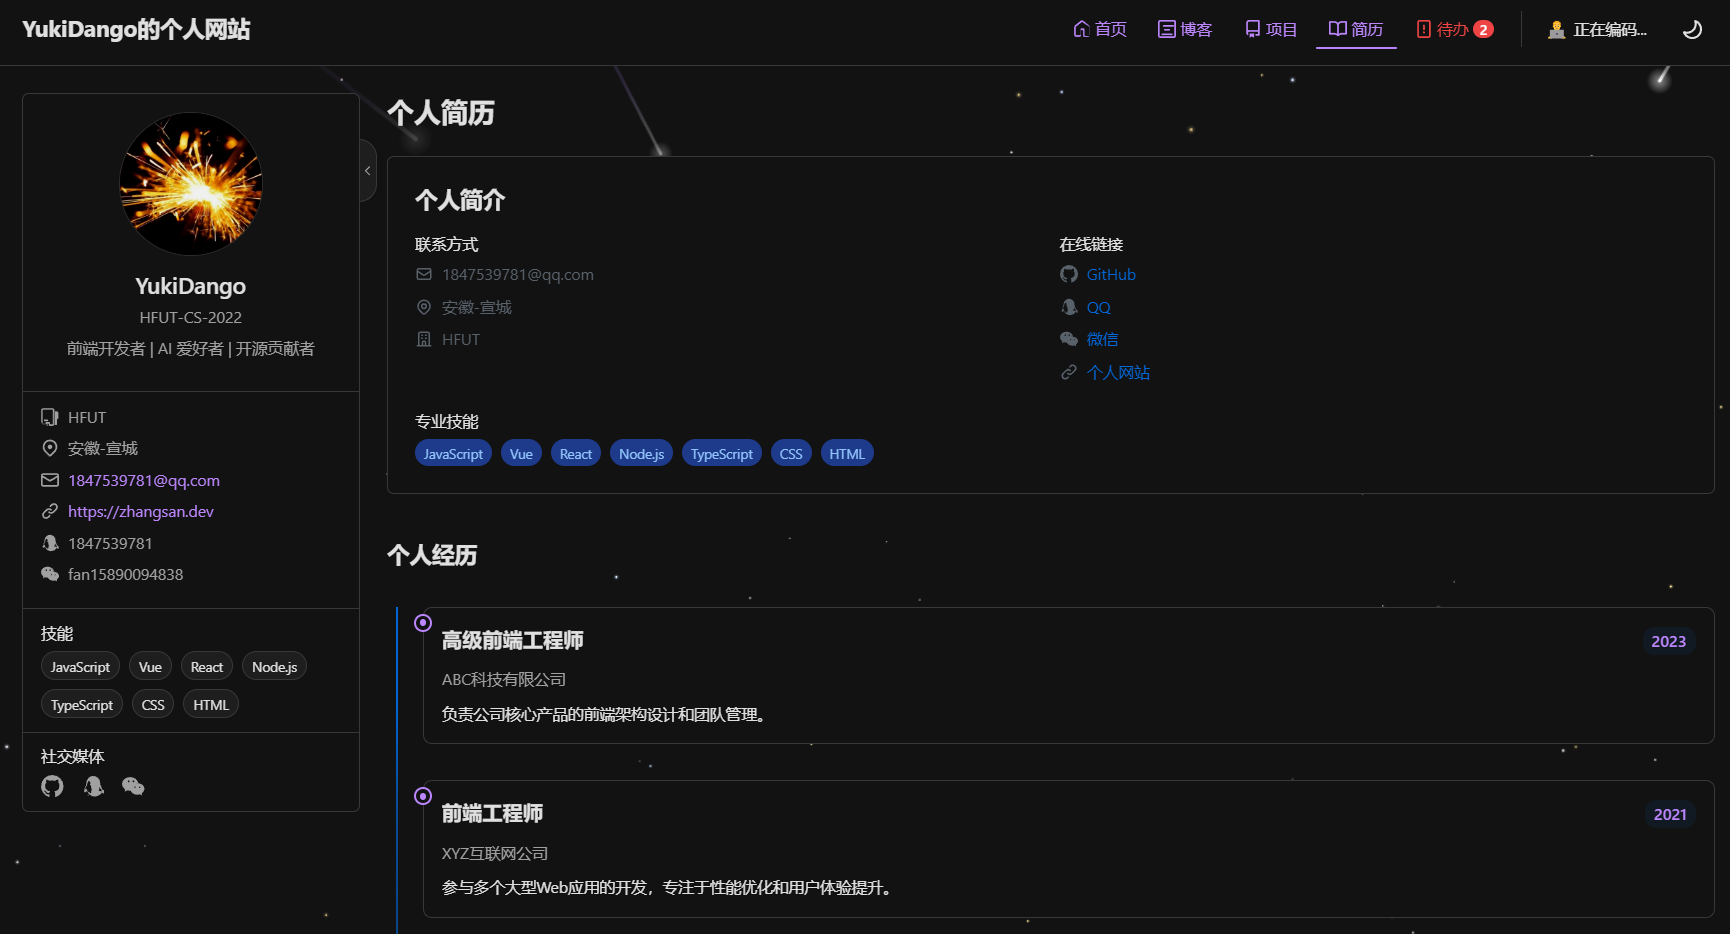 YukiDango的个人网站
首页 博客 项目 简历 待办 2 正在编码...
YukiDango
HFUT-CS-2022
前端开发者 | AI 爱好者 | 开源贡献者
HFUT
安徽-宣城
1847539781@qq.com
https://zhangsan.dev
1847539781
fan15890094838
技能
JavaScript Vue React Node.js
TypeScript CSS HTML
社交媒体
个人简历
个人简介
联系方式
1847539781@qq.com
安徽-宣城
HFUT
在线链接
GitHub
QQ
微信
个人网站
专业技能
JavaScript Vue React Node.js TypeScript CSS HTML
个人经历
高级前端工程师 2023
ABC科技有限公司
负责公司核心产品的前端架构设计和团队管理。
前端工程师 2021
XYZ互联网公司
参与多个大型Web应用的开发，专注于性能优化和用户体验提升。